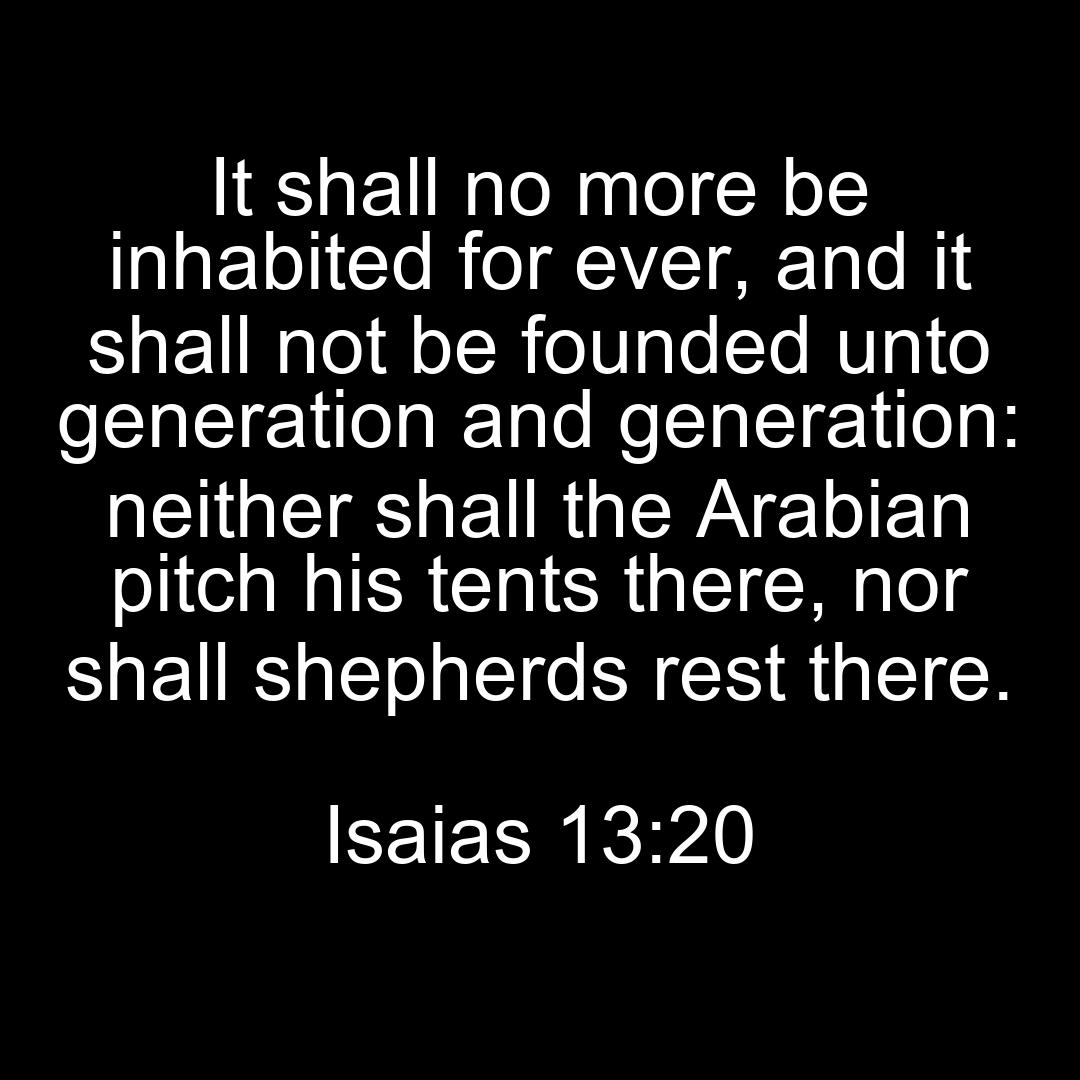 It shall no more be
inhabited for ever, and it
shall not be founded unto
generation and generation:
neither shall the Arabian
pitch his tents there, nor
shall shepherds rest there.
Isaias 13:20